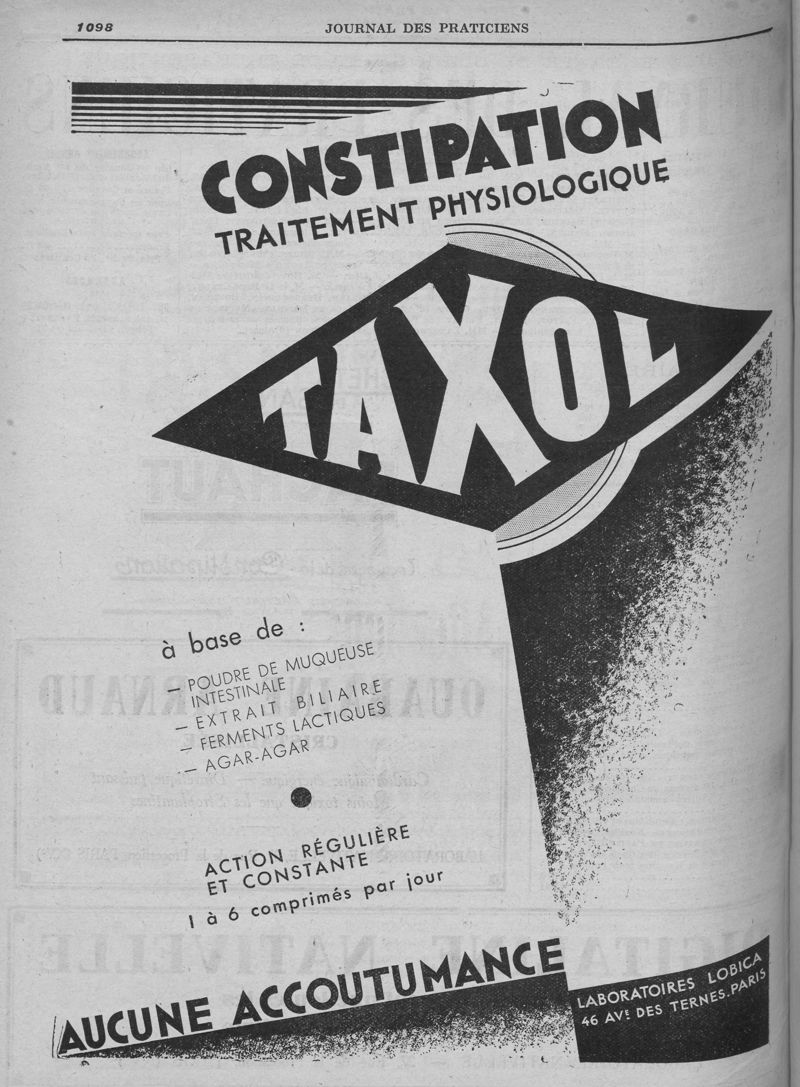 1098
JOURNAL DES PRATICIENS
CONSTIPATION
TRAITEMENT PHYSIOLOGIQUE
TAXOL
à base de :
— POUDRE DE MUQUEUSE
INTESTINALE
— EXTRAIT BILIAIRE
— FERMENTS LACTIQUES
— AGAR-AGAR
ACTION RÉGULIÈRE
ET CONSTANTE
1 à 6 comprimés par jour
AUCUNE ACCOUTUMANCE
LABORATOIRES LOBICA
46 AVE DES TERNES.PARIS